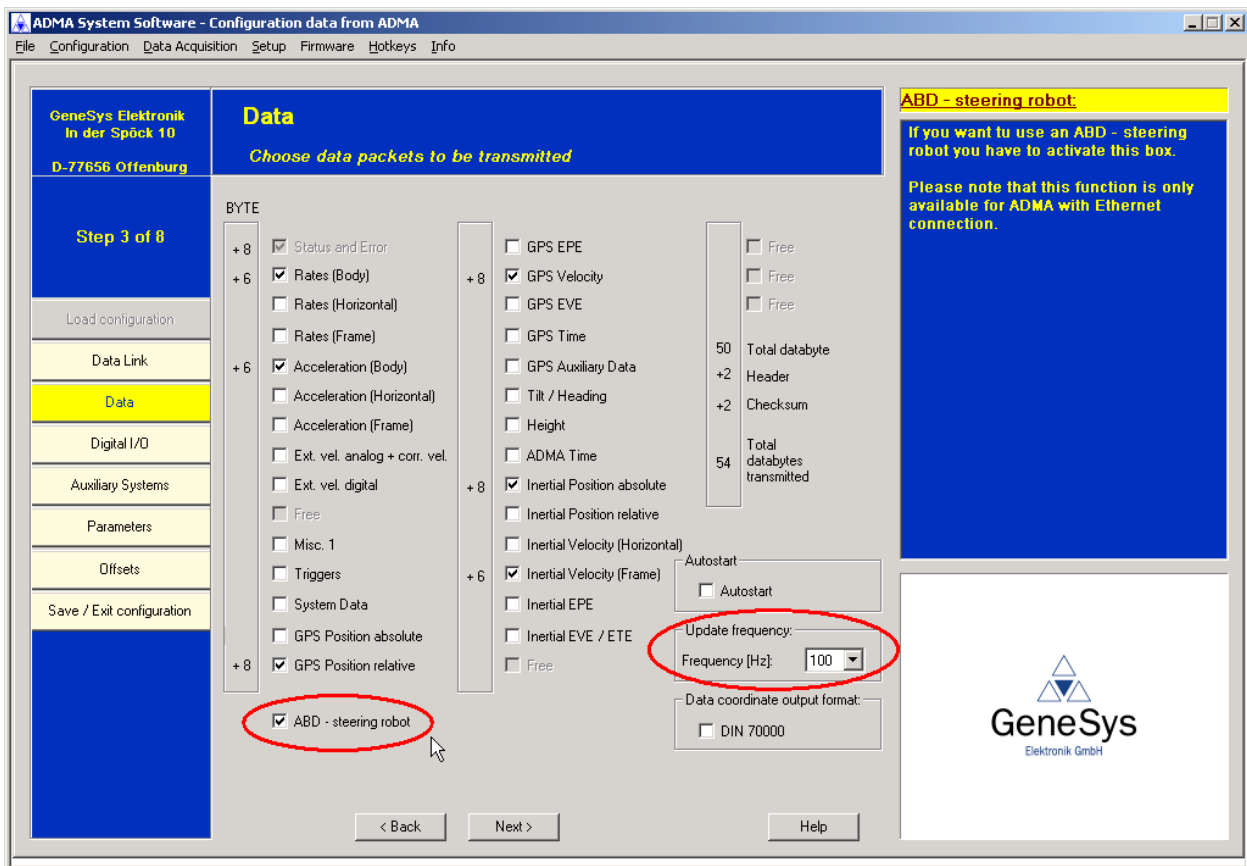 ADMA System Software - Configuration data from ADMA
File Configuration Data Acquisition Setup Firmware Hotkeys Info
GeneSys Elektronik
In der Spöck 10
D-77656 Offenburg
Data
Choose data packets to be transmitted
ABD - steering robot:
If you want tu use an ABD - steering
robot you have to activate this box.
Please note that this function is only
available for ADMA with Ethernet
connection.
Step 3 of 8
Load configuration
Data Link
Data
Digital I/O
Auxiliary Systems
Parameters
Offsets
Save / Exit configuration
BYTE
+ 8 Status and Error
+ 6 Rates (Body)
Rates (Horizontal)
Rates (Frame)
+ 6 Acceleration (Body)
Acceleration (Horizontal)
Acceleration (Frame)
Ext. vel. analog + corr. vel.
Ext. vel. digital
Free
Misc. 1
Triggers
System Data
GPS Position absolute
+ 8 GPS Position relative
ABD - steering robot
GPS EPE
+ 8 GPS Velocity
GPS EVE
GPS Time
GPS Auxiliary Data
Tilt / Heading
Height
ADMA Time
+ 8 Inertial Position absolute
Inertial Position relative
Inertial Velocity (Horizontal)
+ 6 Inertial Velocity (Frame)
Inertial EPE
Inertial EVE / ETE
Free
Free
Free
Free
50 Total databyte
+2 Header
+2 Checksum
54 Total
databytes
transmitted
Autostart
Autostart
Update frequency:
Frequency [Hz]: 100
Data coordinate output format:
DIN 70000
< Back
Next >
Help
GeneSys
Elektronik GmbH